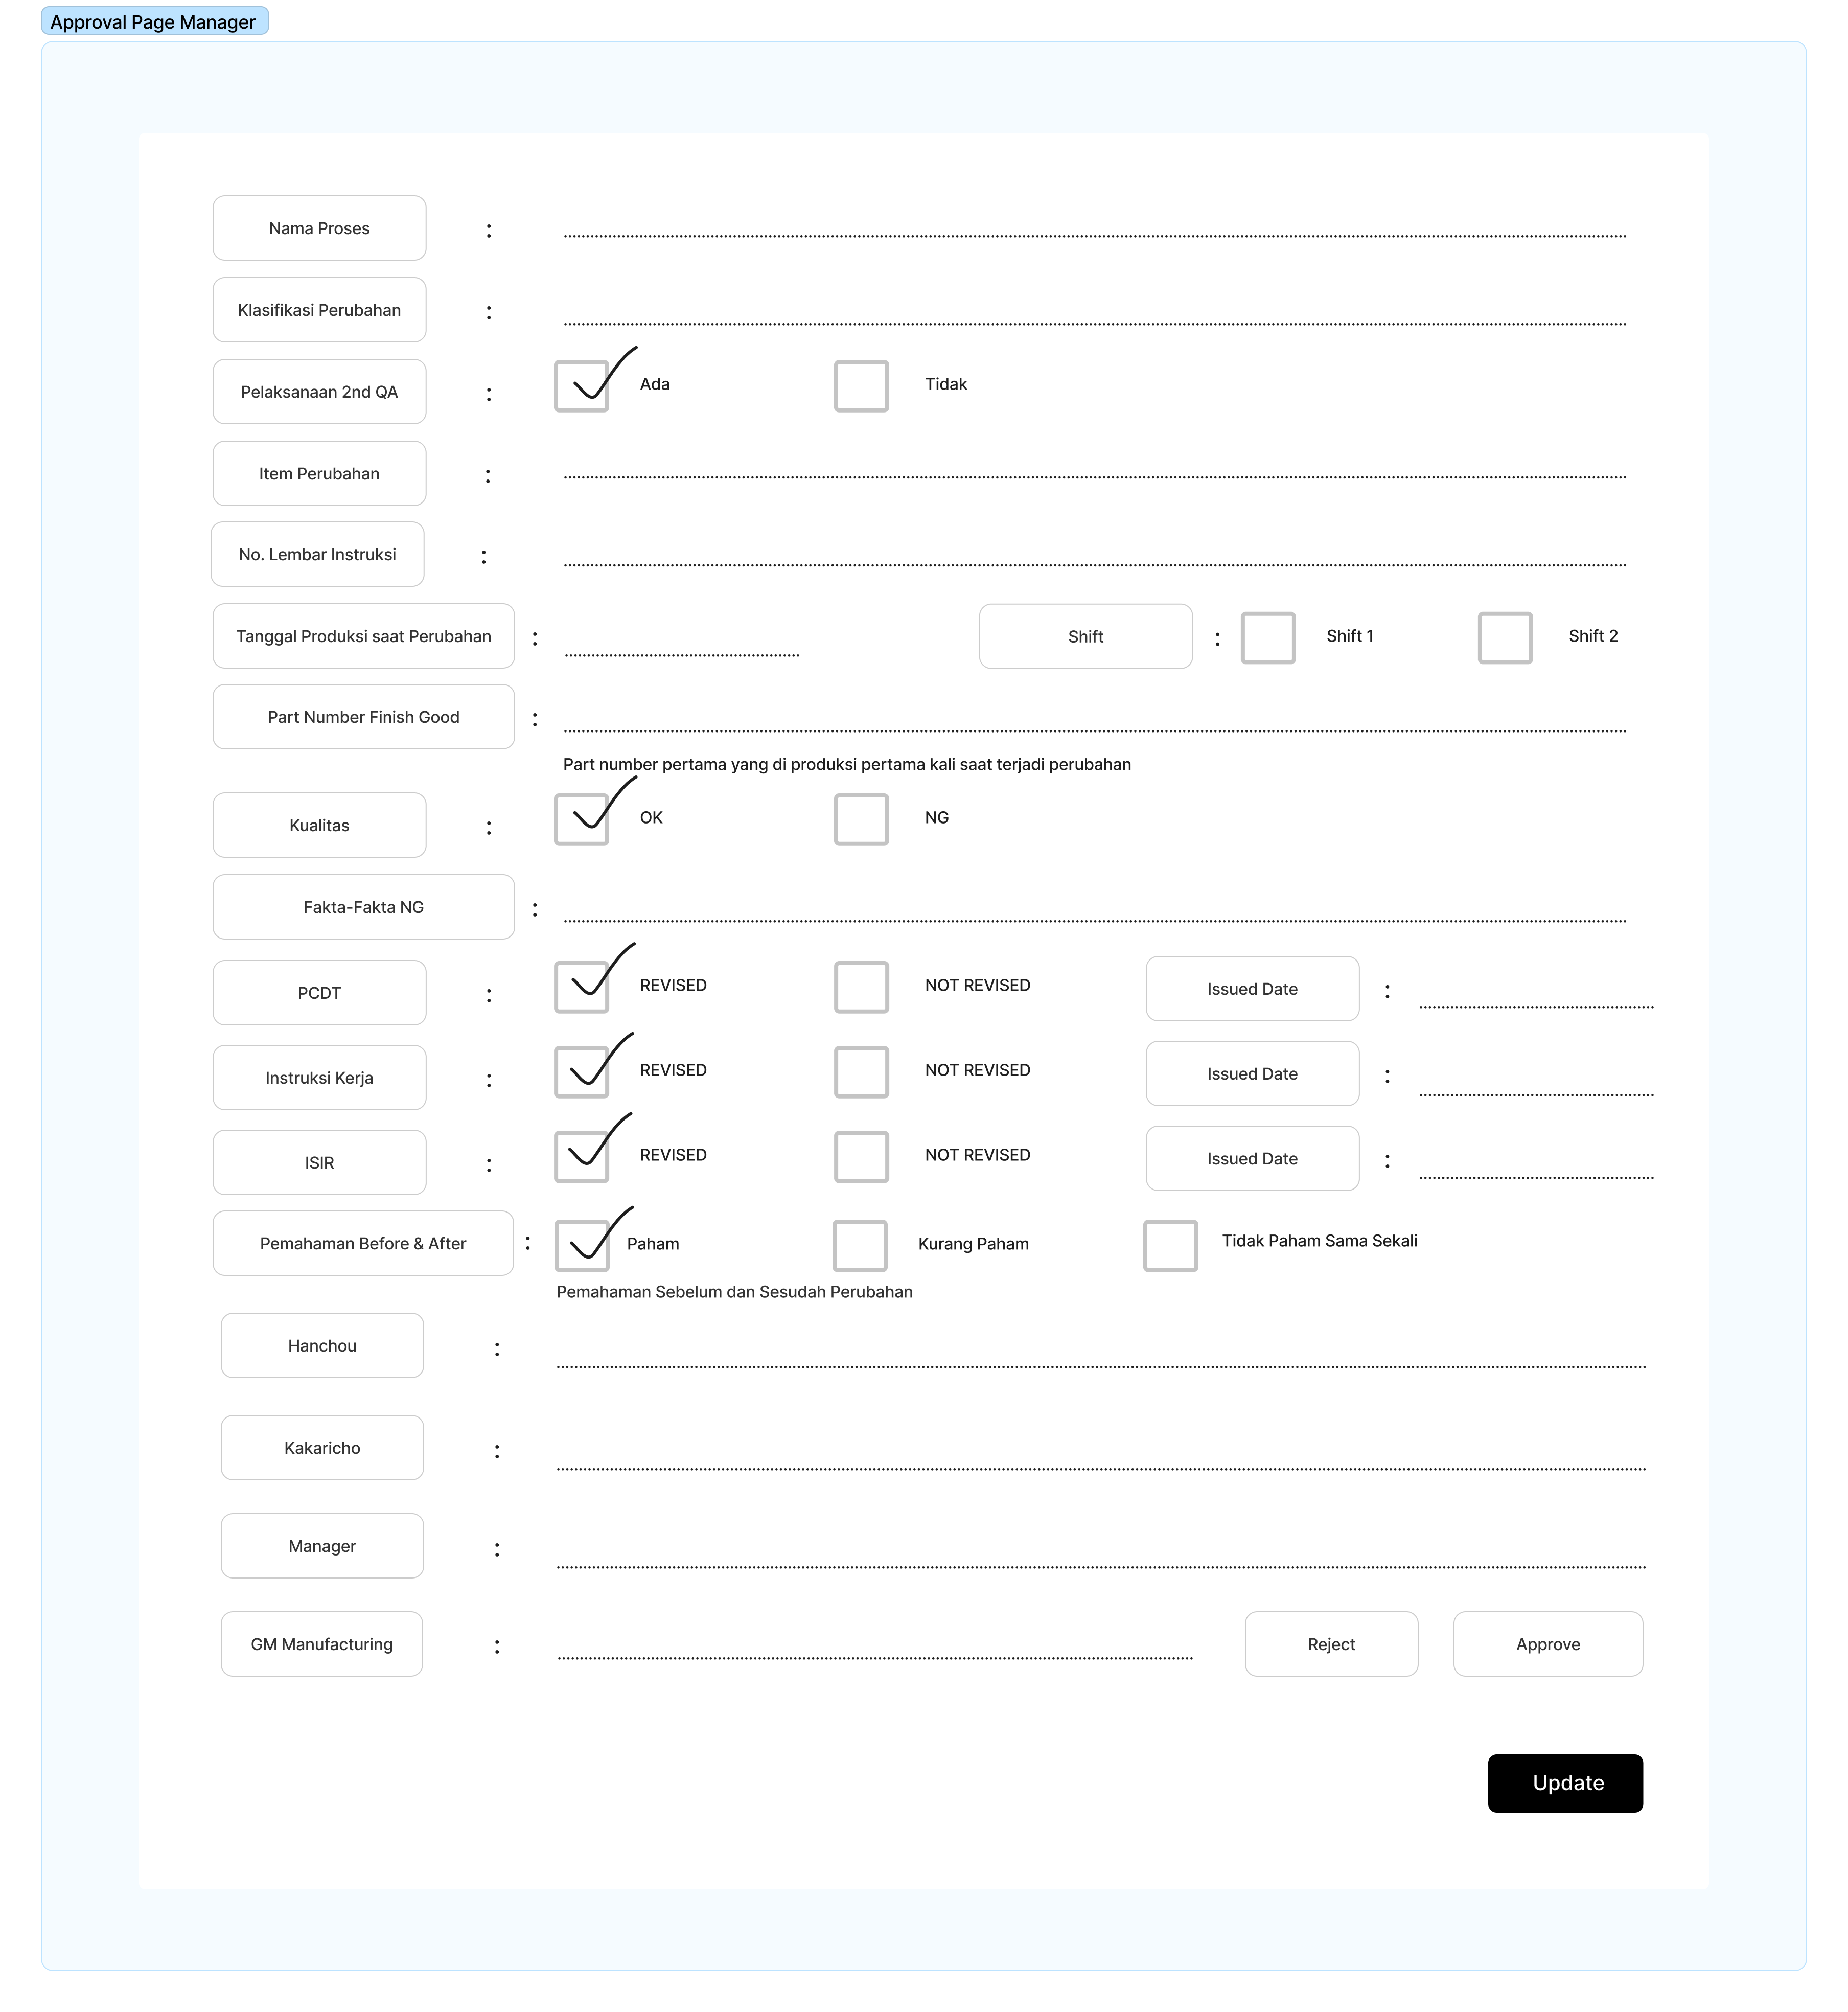 Approval Page Manager
Nama Proses : ................
Klasifikasi Perubahan : ................
Pelaksanaan 2nd QA : Ada Tidak
Item Perubahan : ................
No. Lembar Instruksi : ................
Tanggal Produksi saat Perubahan : ................ Shift : Shift 1 Shift 2
Part Number Finish Good : ................
Part number pertama yang di produksi pertama kali saat terjadi perubahan
Kualitas : OK NG
Fakta-Fakta NG : ................
PCDT : REVISED NOT REVISED Issued Date : ................
Instruksi Kerja : REVISED NOT REVISED Issued Date : ................
ISIR : REVISED NOT REVISED Issued Date : ................
Pemahaman Before & After : Paham Kurang Paham Tidak Paham Sama Sekali
Pemahaman Sebelum dan Sesudah Perubahan
Hanchou : ................
Kakaricho : ................
Manager : ................
GM Manufacturing : ................ Reject Approve
Update